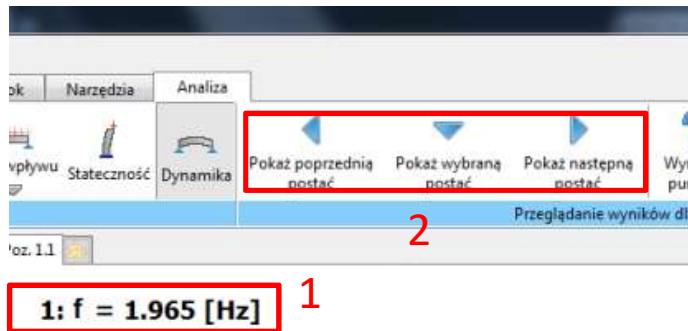 ok Narzędzia Analiza
wpływu Stateczność Dynamika Pokaż poprzednią postać Pokaż wybraną postać Pokaż następną postać
Przeglądanie wyników dl
Poz. 1.1
2
1: f = 1.965 [Hz] 1